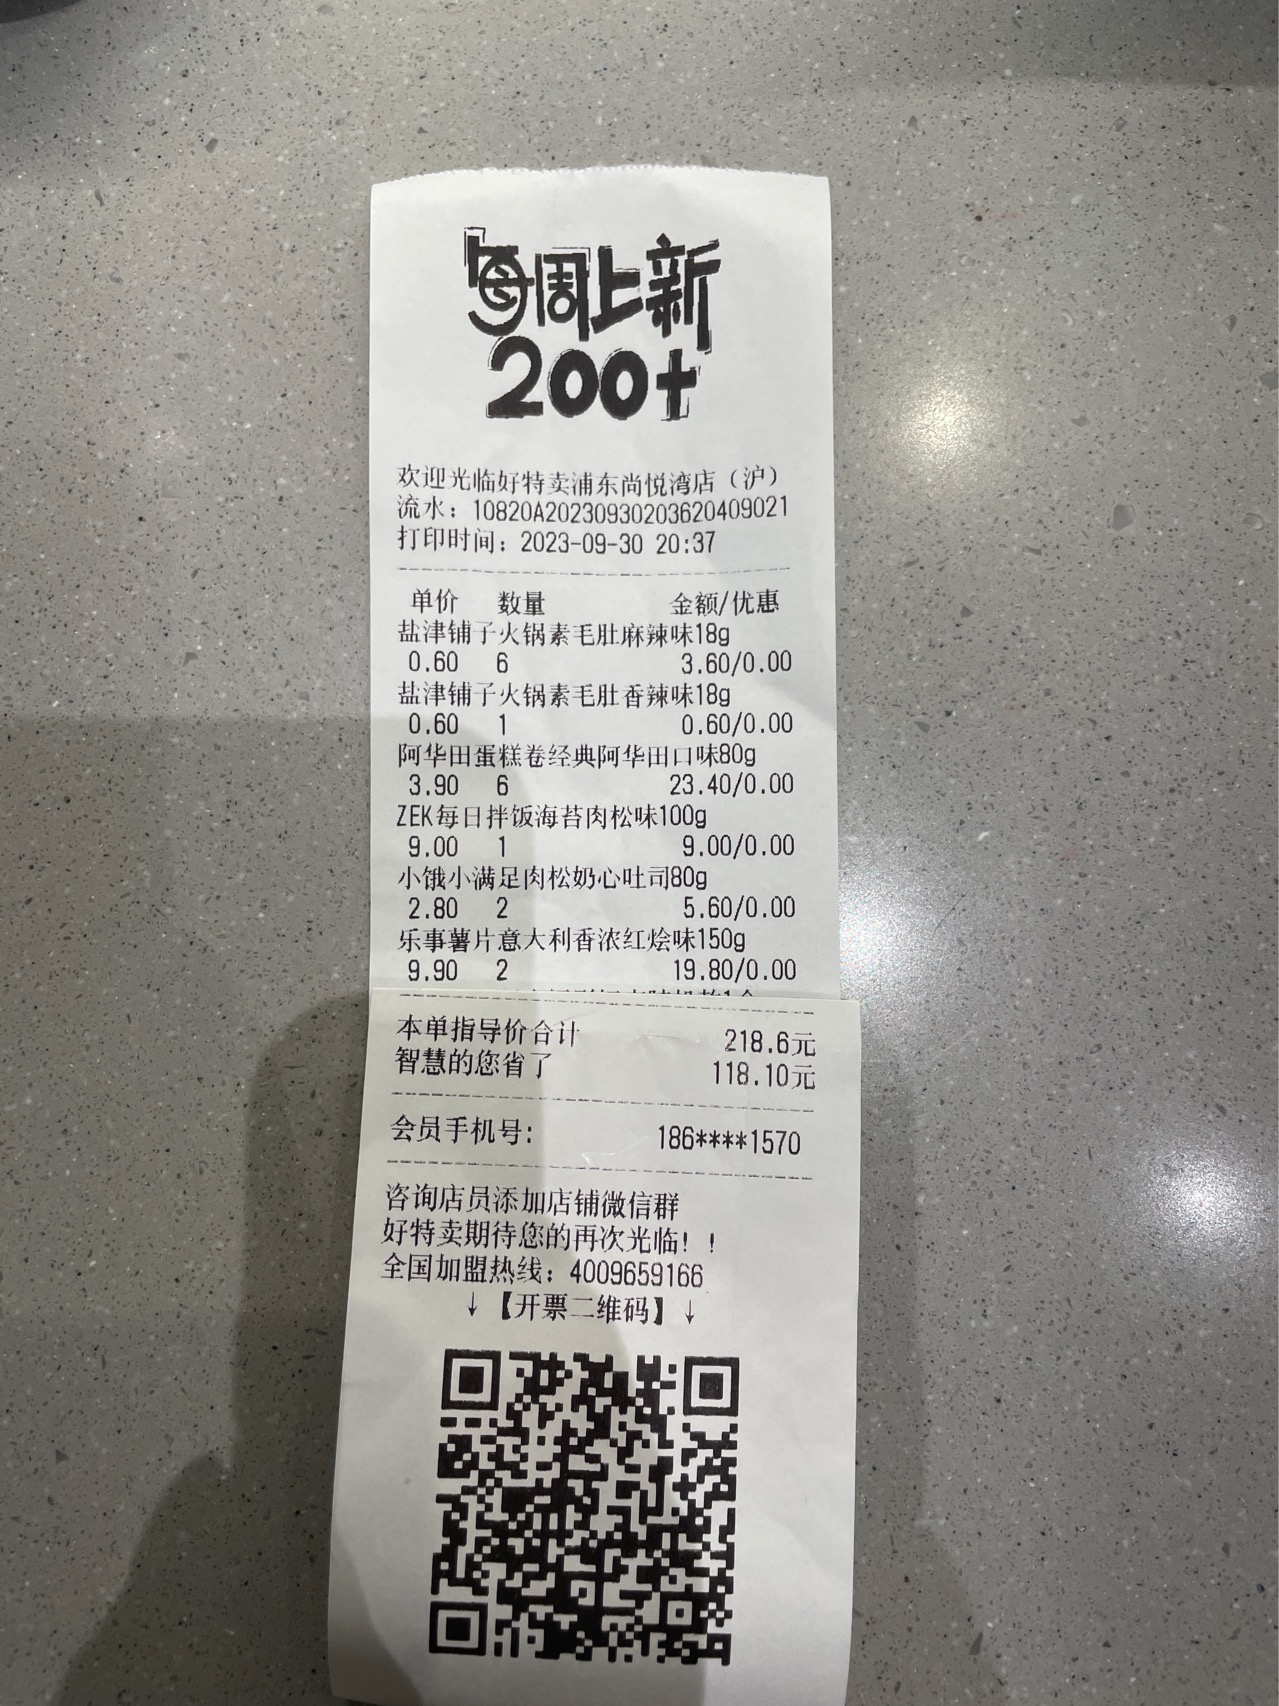 每周上新
200+
欢迎光临好特卖浦东尚悦湾店（沪）
流水：10820A20230930203620409021
打印时间：2023-09-30 20:37
单价 数量 金额/优惠
盐津铺子火锅素毛肚麻辣味18g
0.60 6 3.60/0.00
盐津铺子火锅素毛肚香辣味18g
0.60 1 0.60/0.00
阿华田蛋糕卷经典阿华田口味80g
3.90 6 23.40/0.00
ZEK每日拌饭海苔肉松味100g
9.00 1 9.00/0.00
小饿小满足肉松奶心吐司80g
2.80 2 5.60/0.00
乐事薯片意大利香浓红烩味150g
9.90 2 19.80/0.00
本单指导价合计 218.6元
智慧的您省了 118.10元
会员手机号: 186****1570
咨询店员添加店铺微信群
好特卖期待您的再次光临！！
全国加盟热线：4009659166
↓【开票二维码】↓